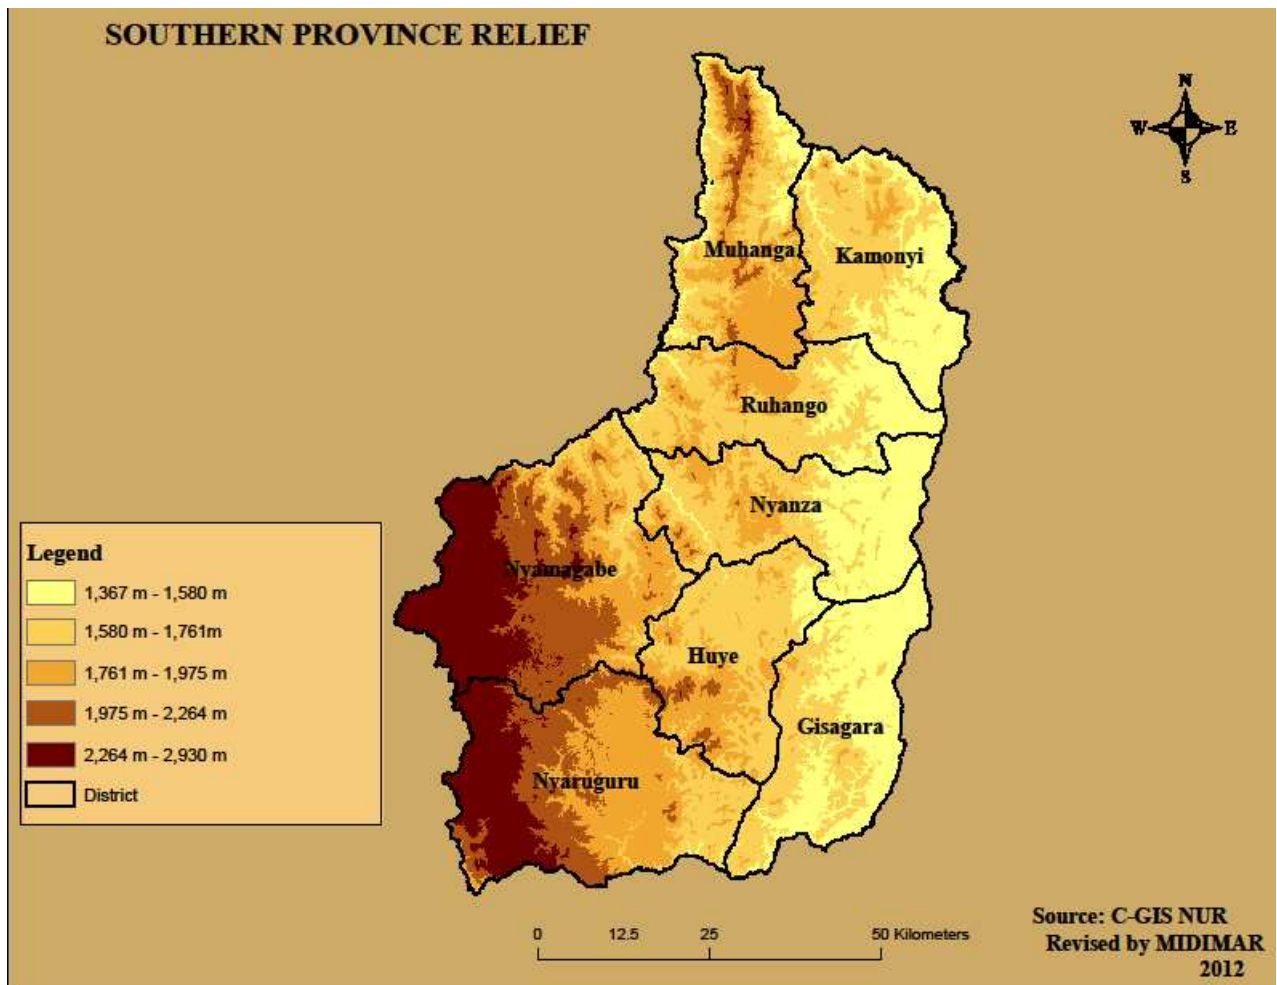 SOUTHERN PROVINCE RELIEF
N
W E
S
Muhanga
Kamonyi
Ruhango
Nyanza
Nyamagabe
Huye
Gisagara
Nyaruguru
Legend
1,367 m - 1,580 m
1,580 m - 1,761m
1,761 m - 1,975 m
1,975 m - 2,264 m
2,264 m - 2,930 m
District
0 12.5 25 50 Kilometers
Source: C-GIS NUR
Revised by MIDIMAR
2012